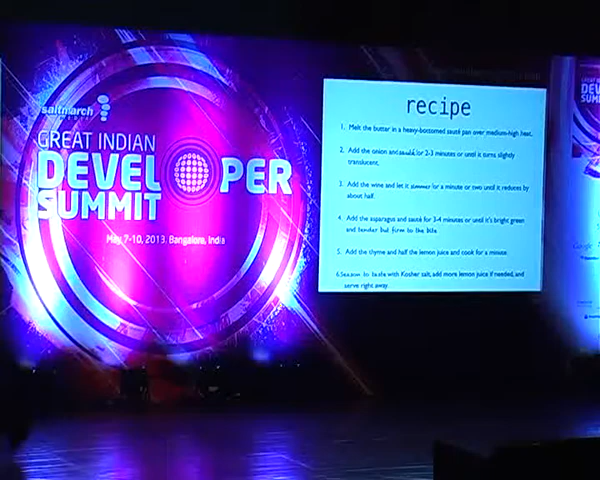 saltmarch
MEDIA
GREAT INDIAN
DEVELOPER
SUMMIT
May 7-10, 2013. Bangalore, India
recipe
1. Melt the butter in a heavy-bottomed sauté pan over medium-high heat.
2. Add the onion and sauté for 2-3 minutes or until it turns slightly
translucent.
3. Add the wine and let it simmer for a minute or two until it reduces by
about half.
4. Add the asparagus and sauté for 3-4 minutes or until it's bright green
and tender but firm to the bite.
5. Add the thyme and half the lemon juice and cook for a minute.
6. Season to taste with Kosher salt, add more lemon juice if needed, and
serve right away.
DEVE
SUMM
Google